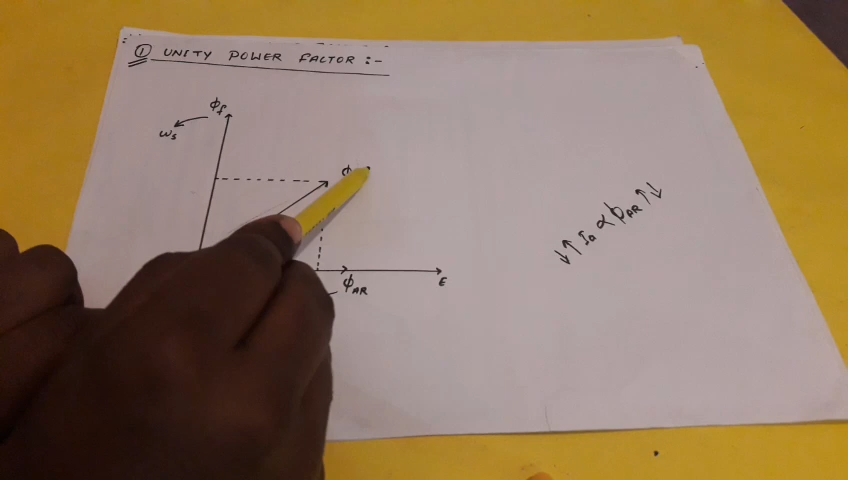 ① UNITY POWER FACTOR :-
ϕf
ωs
ϕAR
E
↓↑ Ia ∝ ϕAR ↑↓